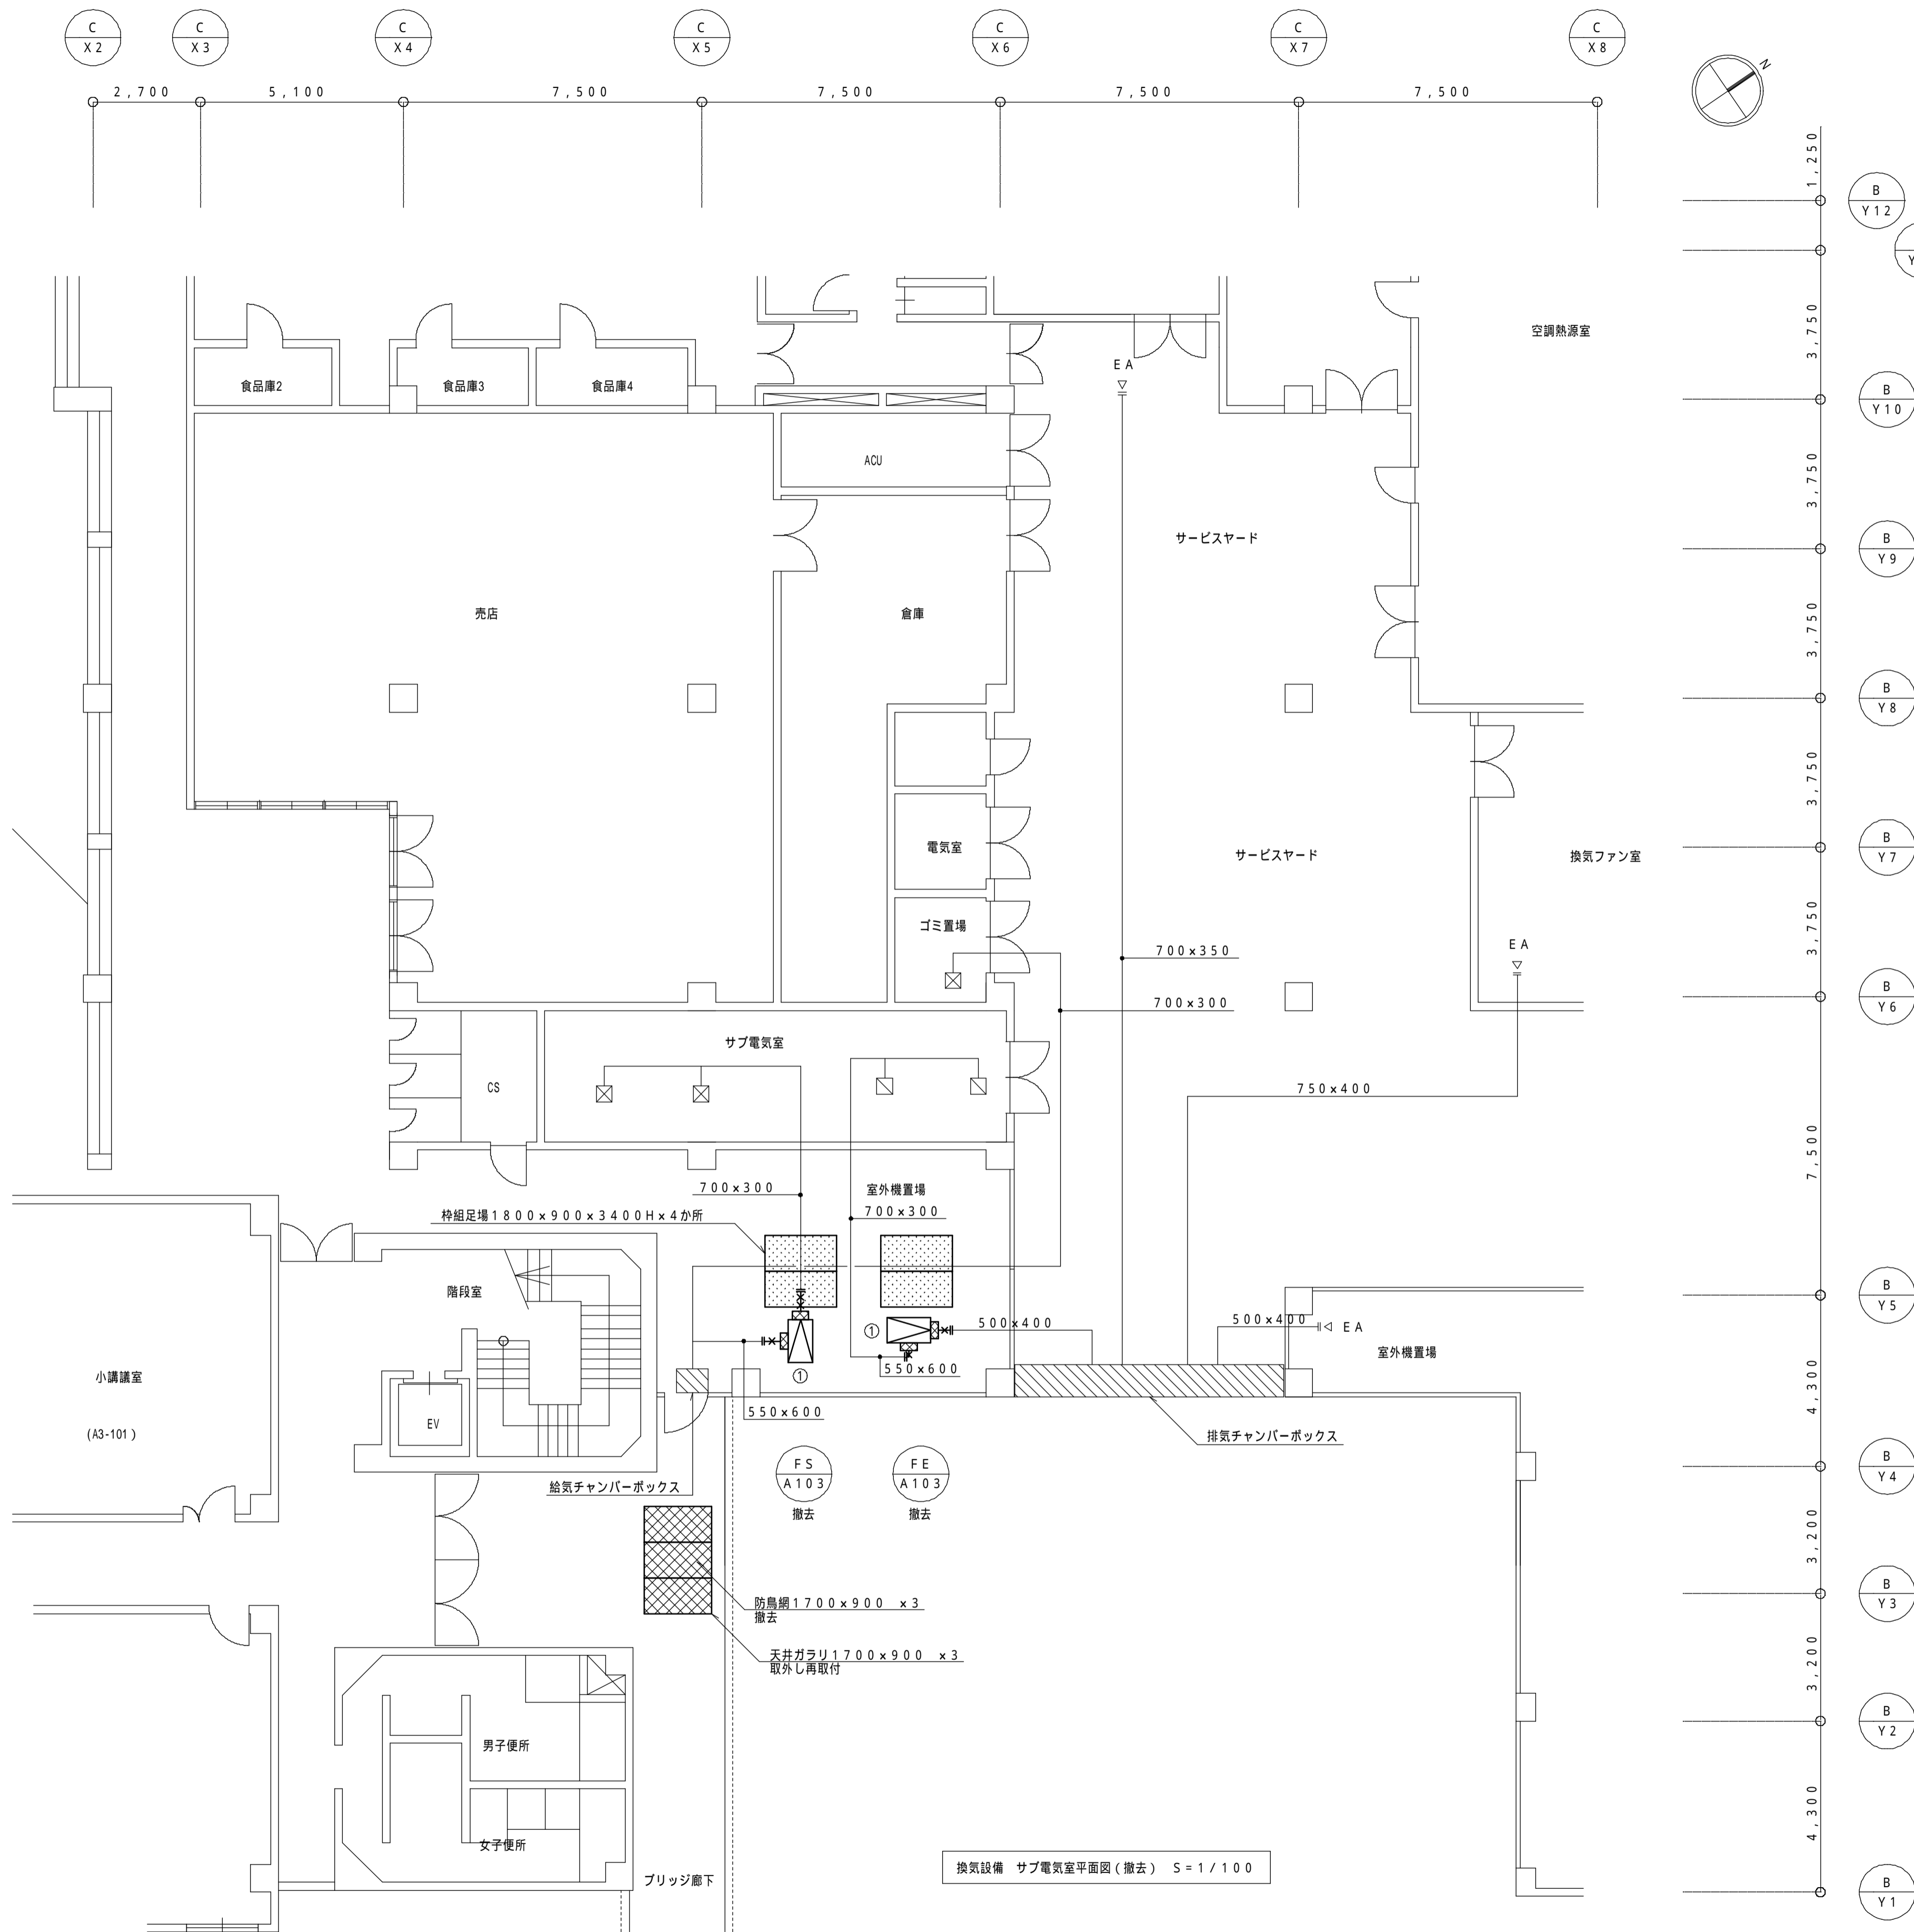 C
X2
C
X3
C
X4
C
X5
C
X6
C
X7
C
X8
N
2,700
5,100
7,500
7,500
7,500
7,500
1,250
B
Y12
Y
3,750
空調熱源室
EA
食品庫2
食品庫3
食品庫4
B
Y10
ACU
3,750
サービスヤード
B
Y9
売店
倉庫
3,750
B
Y8
3,750
電気室
サービスヤード
換気ファン室
B
Y7
ゴミ置場
3,750
EA
700×350
700×300
B
Y6
サブ電気室
CS
750×400
7,500
700×300
室外機置場
700×300
枠組足場1800×900×3400H×4か所
階段室
B
Y5
500×400
500×400
EA
①
室外機置場
小講議室
550×600
①
4,300
550×600
EV
(A3-101)
排気チャンバーボックス
FS
A103
撤去
FE
A103
撤去
B
Y4
給気チャンバーボックス
3,200
防鳥網1700×900 ×3
撤去
B
Y3
天井ガラリ1700×900 ×3
取外し再取付
3,200
B
Y2
男子便所
4,300
女子便所
ブリッジ廊下
換気設備 サブ電気室平面図(撤去) S=1/100
B
Y1